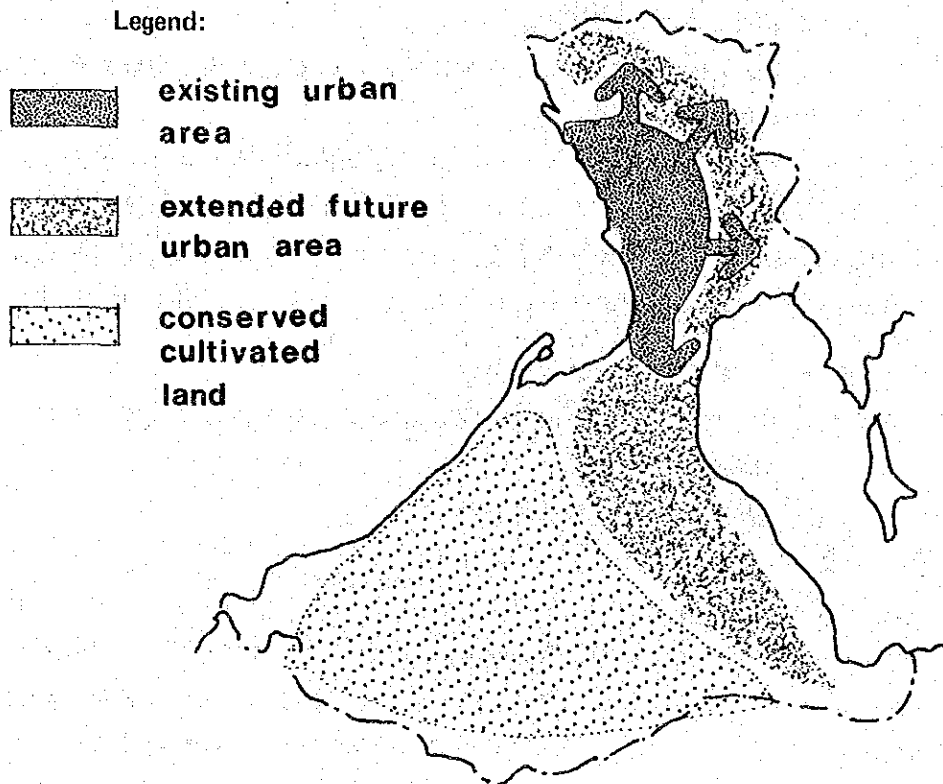 Legend:
existing urban
area
extended future
urban area
conserved
cultivated
land